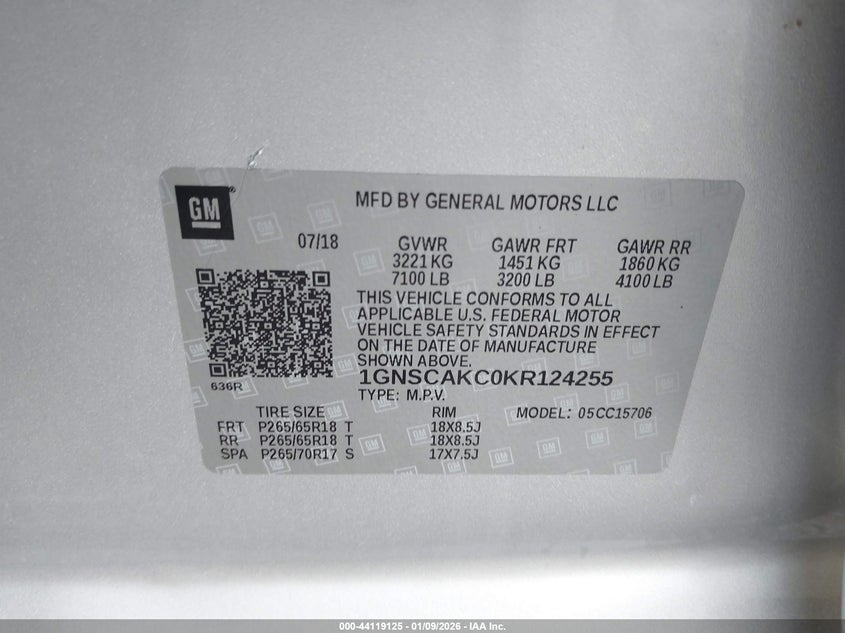 GM
MFD BY GENERAL MOTORS LLC
07/18 GVWR GAWR FRT GAWR RR
3221 KG 1451 KG 1860 KG
7100 LB 3200 LB 4100 LB
THIS VEHICLE CONFORMS TO ALL
APPLICABLE U.S. FEDERAL MOTOR
VEHICLE SAFETY STANDARDS IN EFFECT
ON THE DATE OF MANUFACTURE
SHOWN ABOVE.
1GNSCAKC0KR124255
636R
TYPE: M.P.V.
TIRE SIZE RIM MODEL: 05CC15706
FRT P265/65R18 T 18X8.5J
RR P265/65R18 T 18X8.5J
SPA P265/70R17 S 17X7.5J
000-44119125 - 01/09/2026 - IAA Inc.